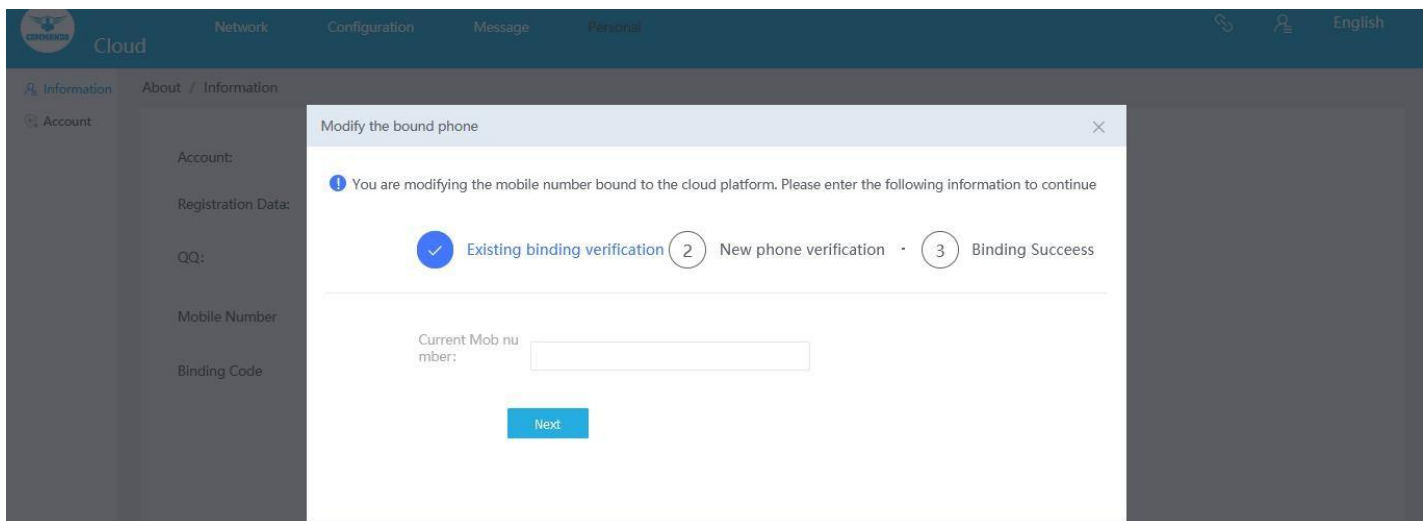 COMMANDO
Cloud
Network Configuration Message Personal English
Information
About / Information
Account
Modify the bound phone
Account:
You are modifying the mobile number bound to the cloud platform. Please enter the following information to continue
Registration Data:
Existing binding verification 2 New phone verification · 3 Binding Succeess
QQ:
Mobile Number
Current Mob nu
mber:
Binding Code
Next